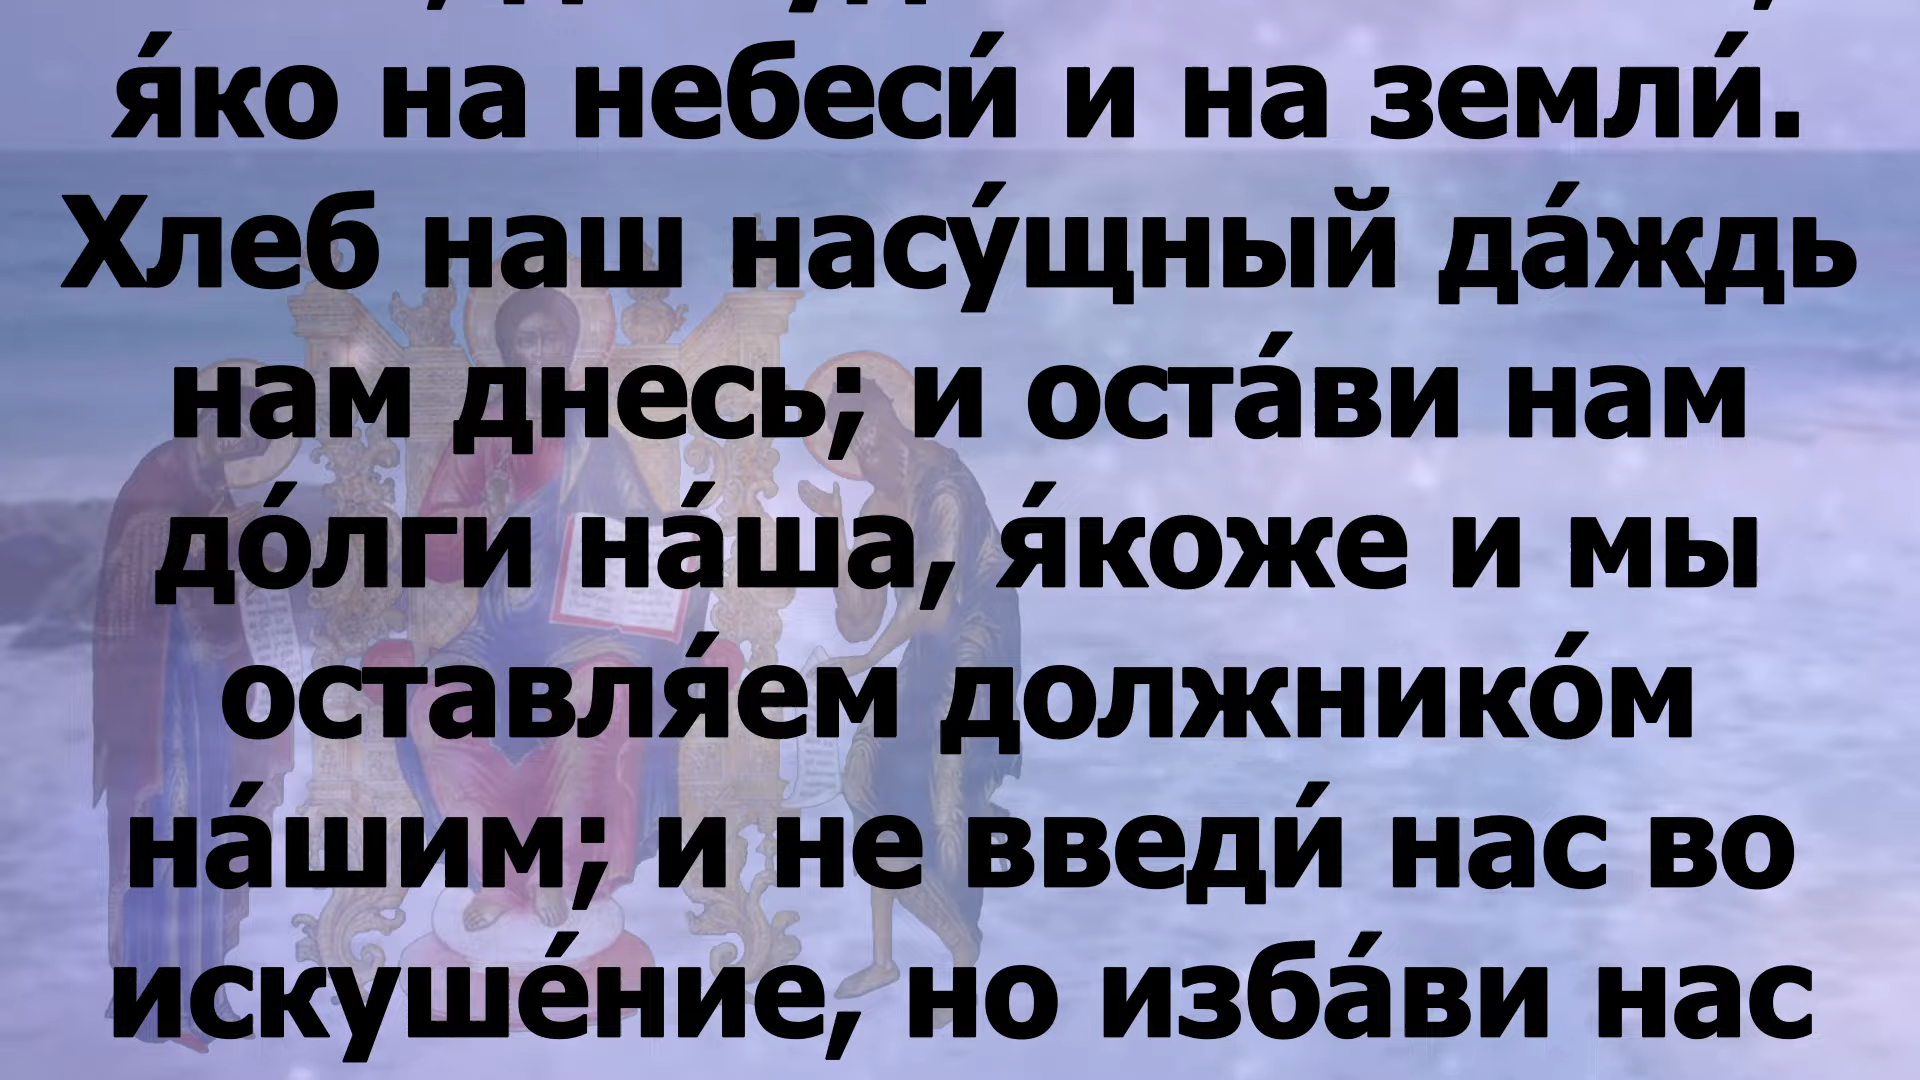 я́ко на небеси́ и на земли́.
Хлеб наш насу́щный да́ждь
нам днесь; и оста́ви нам
до́лги на́ша, я́коже и мы
оставля́ем должнико́м
на́шим; и не введи́ нас во
искуше́ние, но изба́ви нас